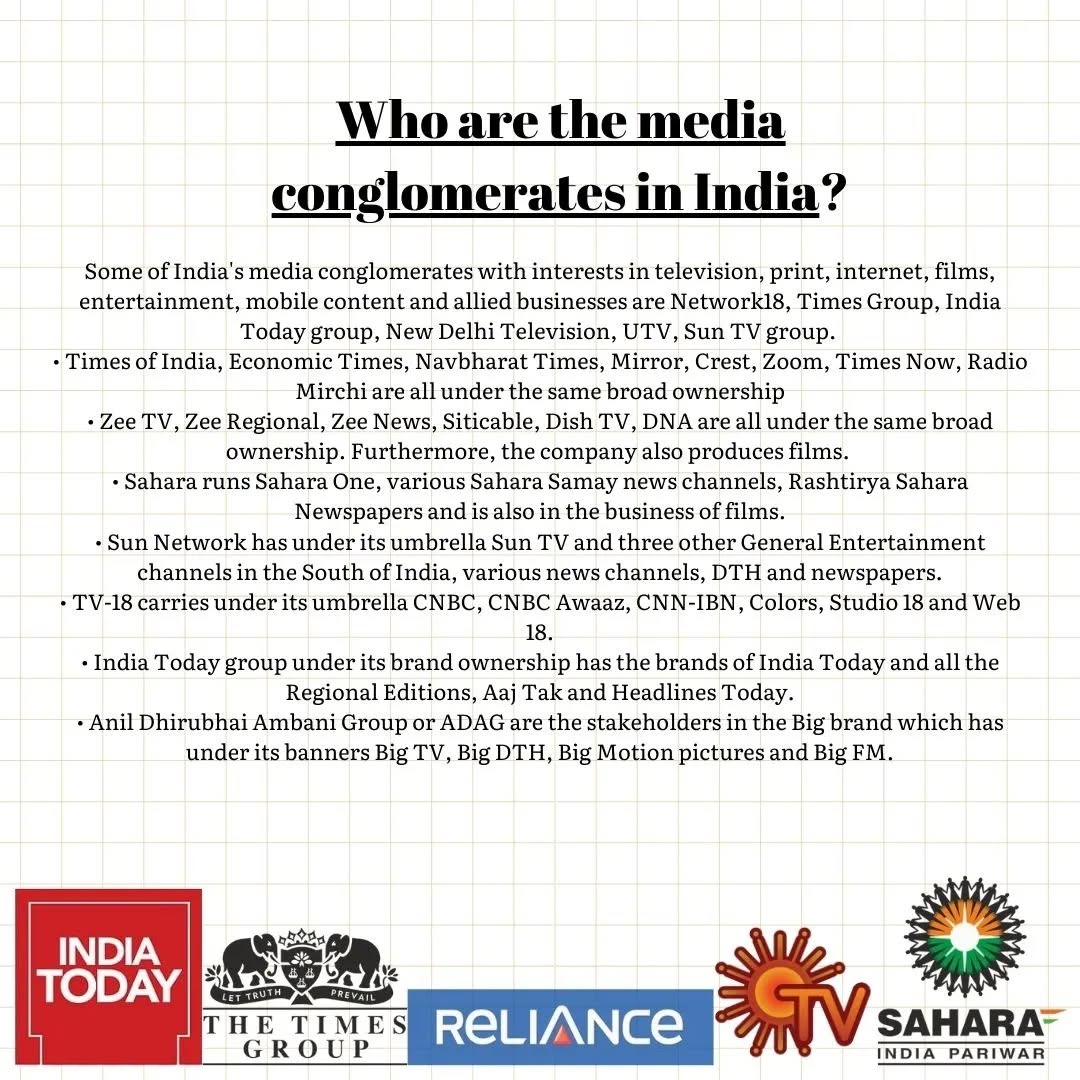 Who are the media
conglomerates in India?
Some of India's media conglomerates with interests in television, print, internet, films,
entertainment, mobile content and allied businesses are Network18, Times Group, India
Today group, New Delhi Television, UTV, Sun TV group.
• Times of India, Economic Times, Navbharat Times, Mirror, Crest, Zoom, Times Now, Radio
Mirchi are all under the same broad ownership
• Zee TV, Zee Regional, Zee News, Siticable, Dish TV, DNA are all under the same broad
ownership. Furthermore, the company also produces films.
• Sahara runs Sahara One, various Sahara Samay news channels, Rashtirya Sahara
Newspapers and is also in the business of films.
• Sun Network has under its umbrella Sun TV and three other General Entertainment
channels in the South of India, various news channels, DTH and newspapers.
• TV-18 carries under its umbrella CNBC, CNBC Awaaz, CNN-IBN, Colors, Studio 18 and Web
18.
• India Today group under its brand ownership has the brands of India Today and all the
Regional Editions, Aaj Tak and Headlines Today.
• Anil Dhirubhai Ambani Group or ADAG are the stakeholders in the Big brand which has
under its banners Big TV, Big DTH, Big Motion pictures and Big FM.
INDIA
TODAY
LET TRUTH PREVAIL
THE TIMES
GROUP
RELIANCE
TV
SAHARA
INDIA PARIWAR